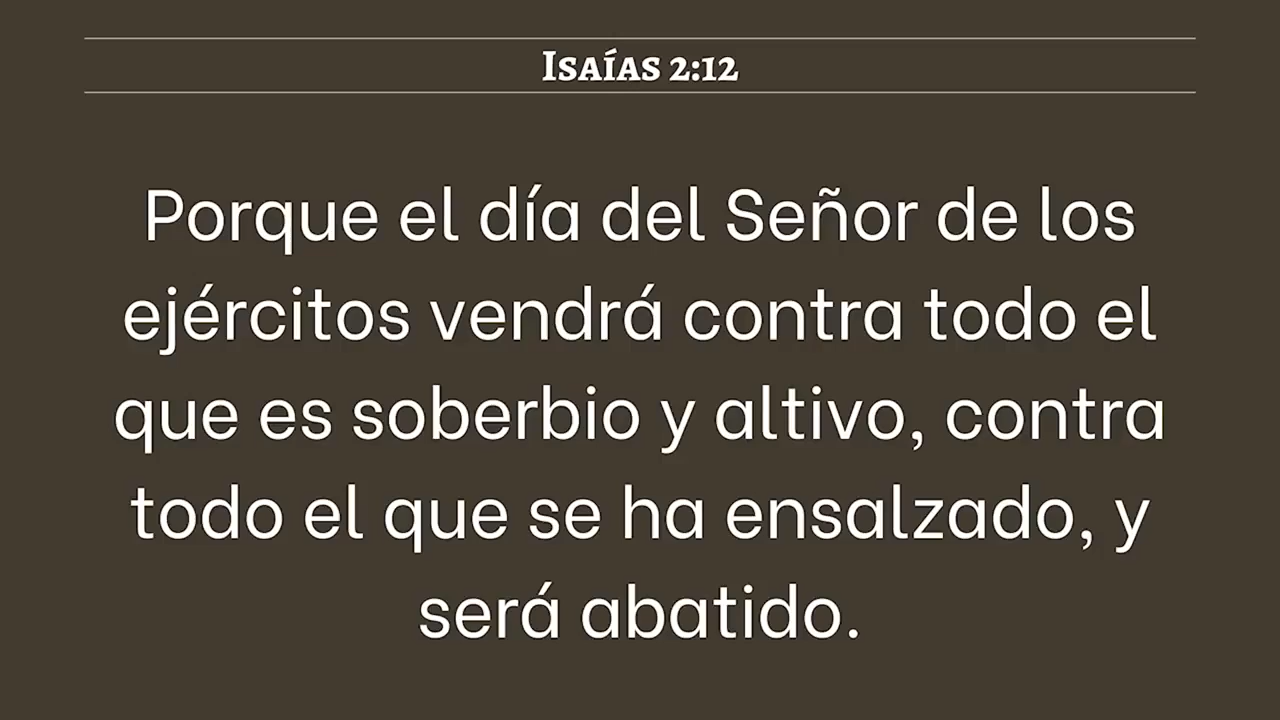 Isaías 2:12
Porque el día del Señor de los
ejércitos vendrá contra todo el
que es soberbio y altivo, contra
todo el que se ha ensalzado, y
será abatido.